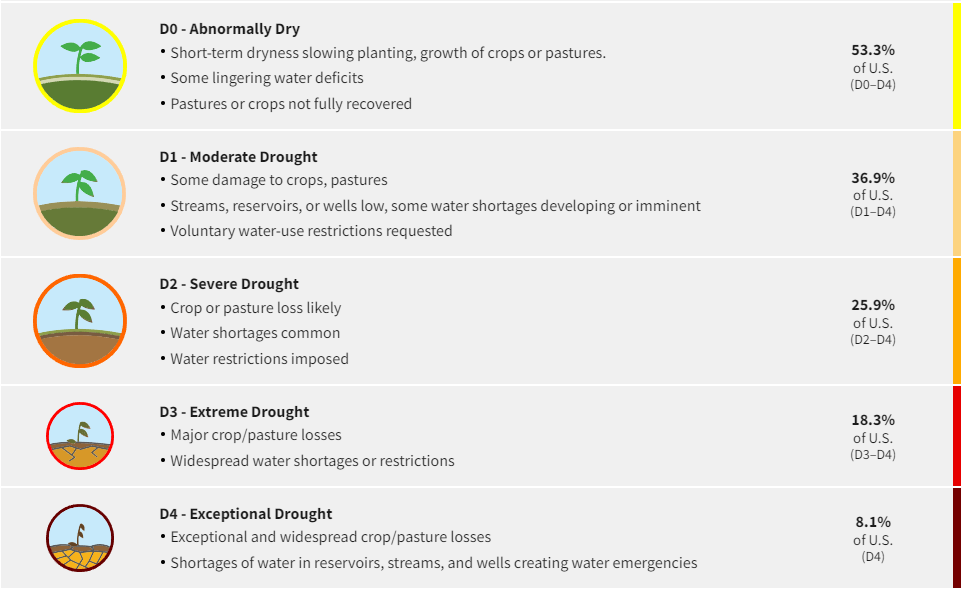 D0 - Abnormally Dry
• Short-term dryness slowing planting, growth of crops or pastures.
• Some lingering water deficits
• Pastures or crops not fully recovered
53.3%
of U.S.
(D0–D4)
D1 - Moderate Drought
• Some damage to crops, pastures
• Streams, reservoirs, or wells low, some water shortages developing or imminent
• Voluntary water-use restrictions requested
36.9%
of U.S.
(D1–D4)
D2 - Severe Drought
• Crop or pasture loss likely
• Water shortages common
• Water restrictions imposed
25.9%
of U.S.
(D2–D4)
D3 - Extreme Drought
• Major crop/pasture losses
• Widespread water shortages or restrictions
18.3%
of U.S.
(D3–D4)
D4 - Exceptional Drought
• Exceptional and widespread crop/pasture losses
• Shortages of water in reservoirs, streams, and wells creating water emergencies
8.1%
of U.S.
(D4)